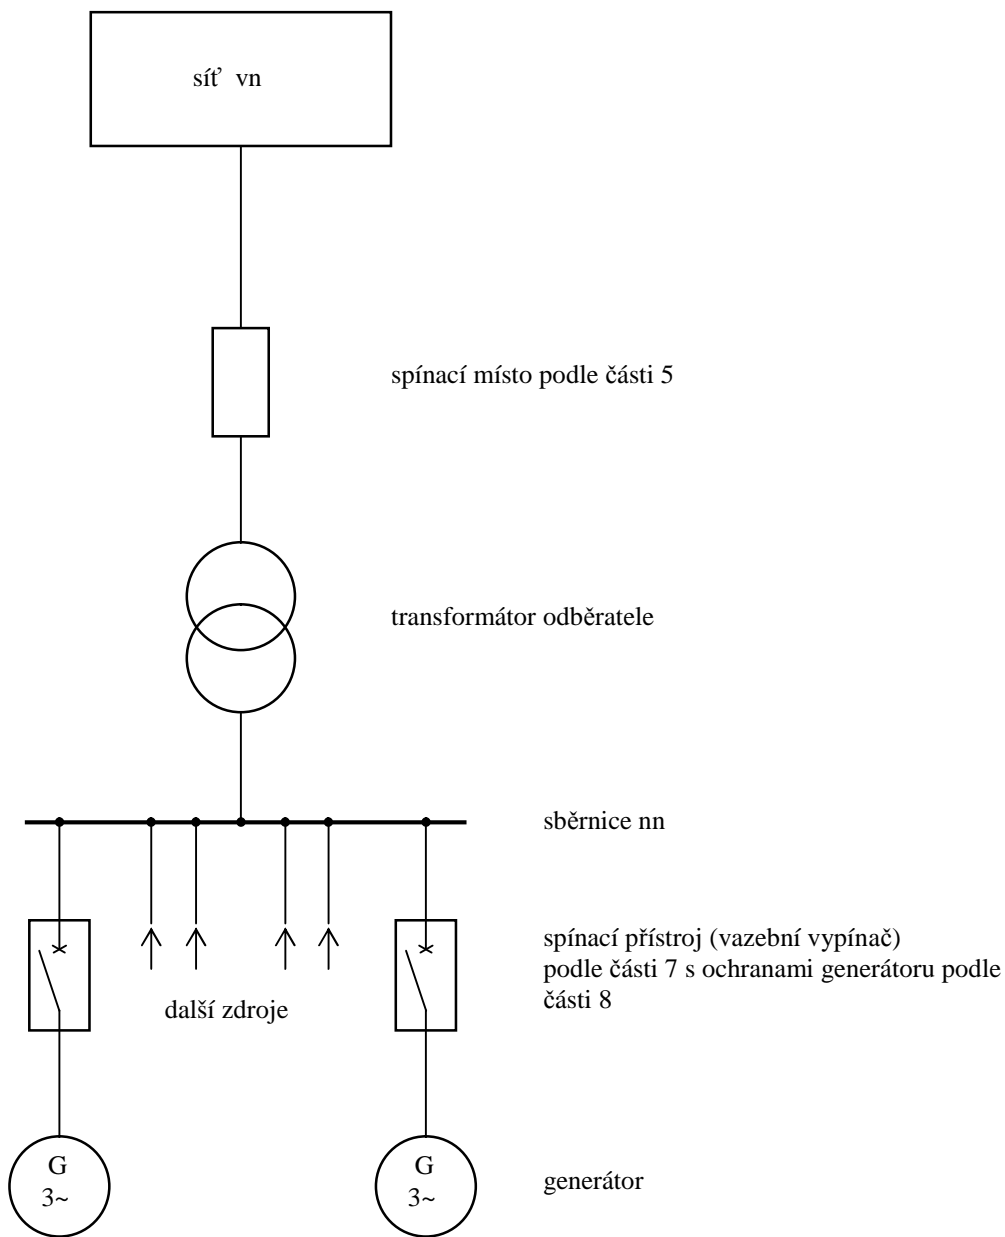 síť vn
spínací místo podle části 5
transformátor odběratele
sběrnice nn
spínací přístroj (vazební vypínač)
podle části 7 s ochranami generátoru podle
části 8
další zdroje
G
3~
G
3~
generátor